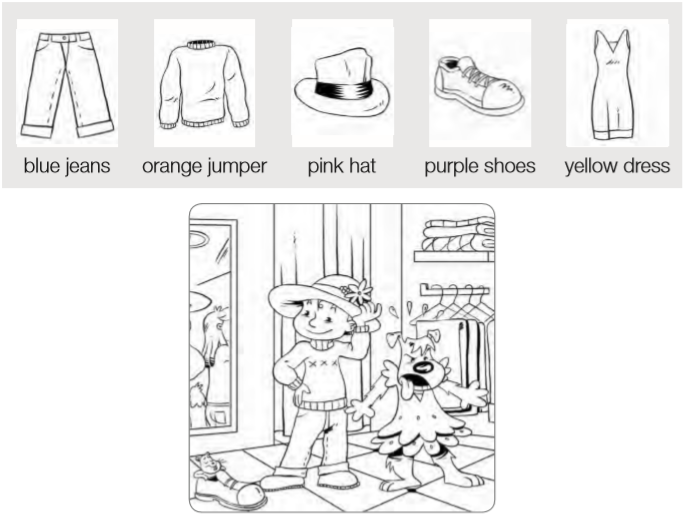 blue jeans
orange jumper
pink hat
purple shoes
yellow dress